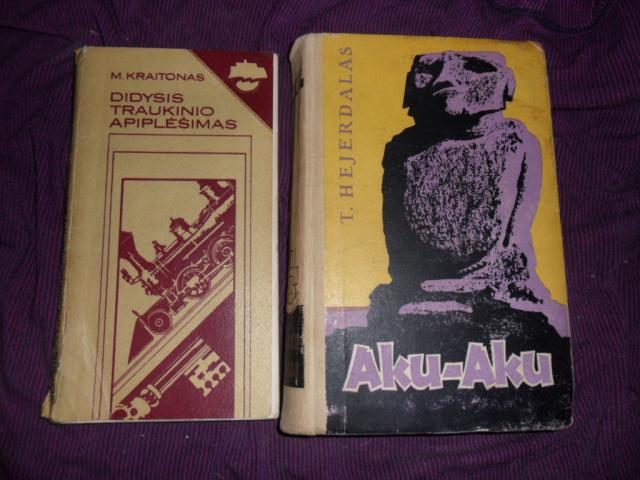 M. KRAITONAS
DIDYSIS
TRAUKINIO
APIPLĖŠIMAS
T. HEJERDALAS
Aku-Aku